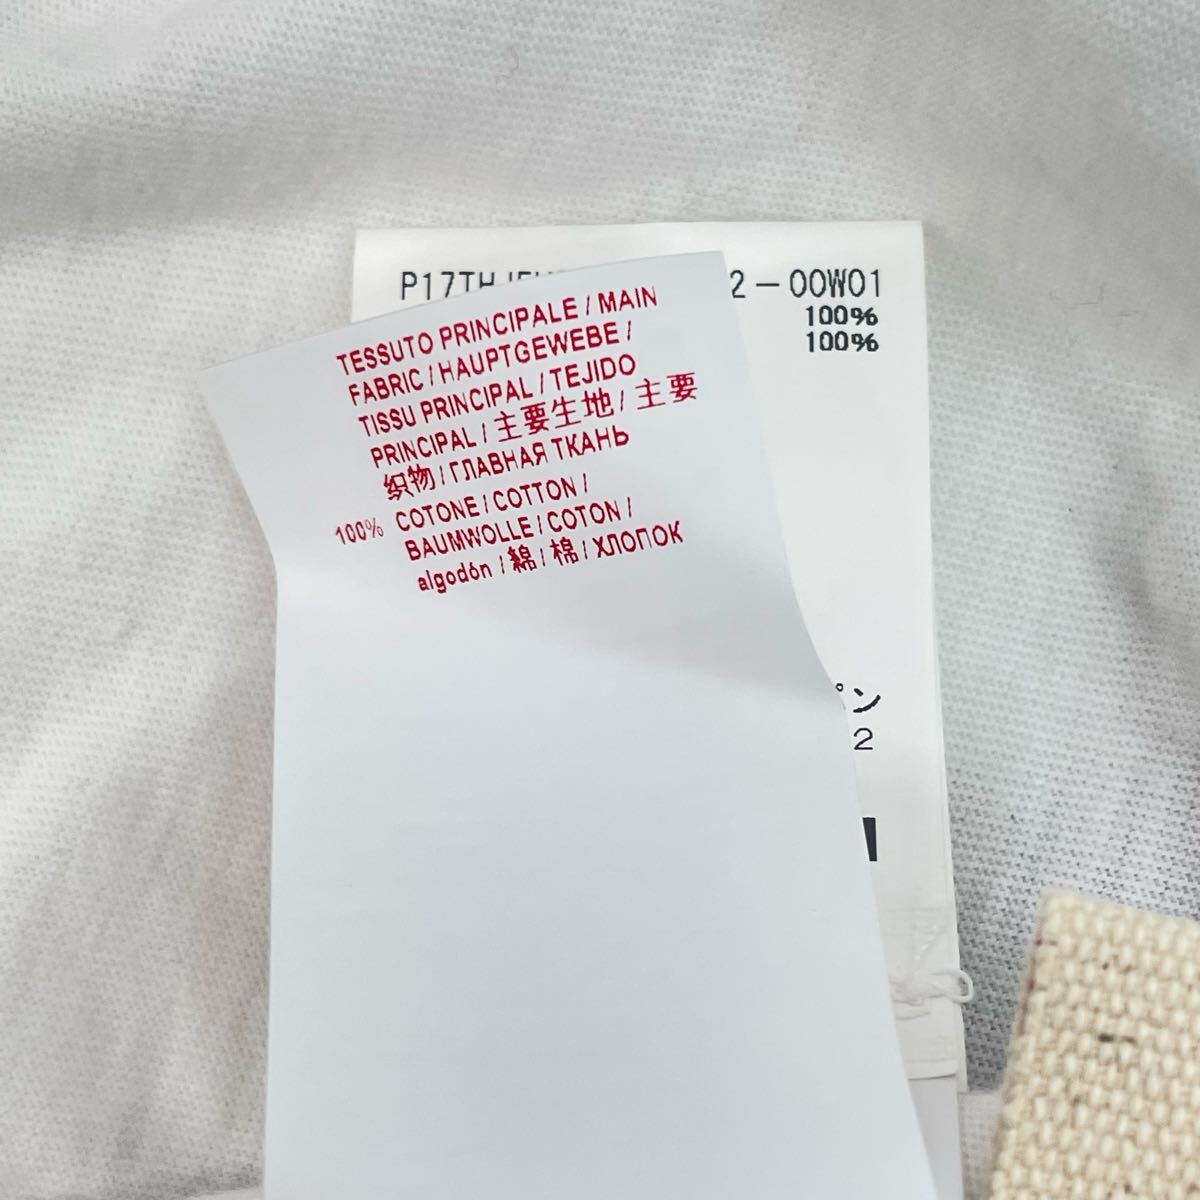 2-00W01
100%
100%
TESSUTO PRINCIPALE / MAIN
FABRIC / HAUPTGEWEBE /
TISSU PRINCIPAL / TEJIDO
PRINCIPAL / 主要生地 / 主要
织物 / ГЛАВНАЯ ТКАНЬ
100% COTONE / COTTON /
BAUMWOLLE / COTON /
algodón / 綿 / 棉 / ХЛОПОК
ン
2